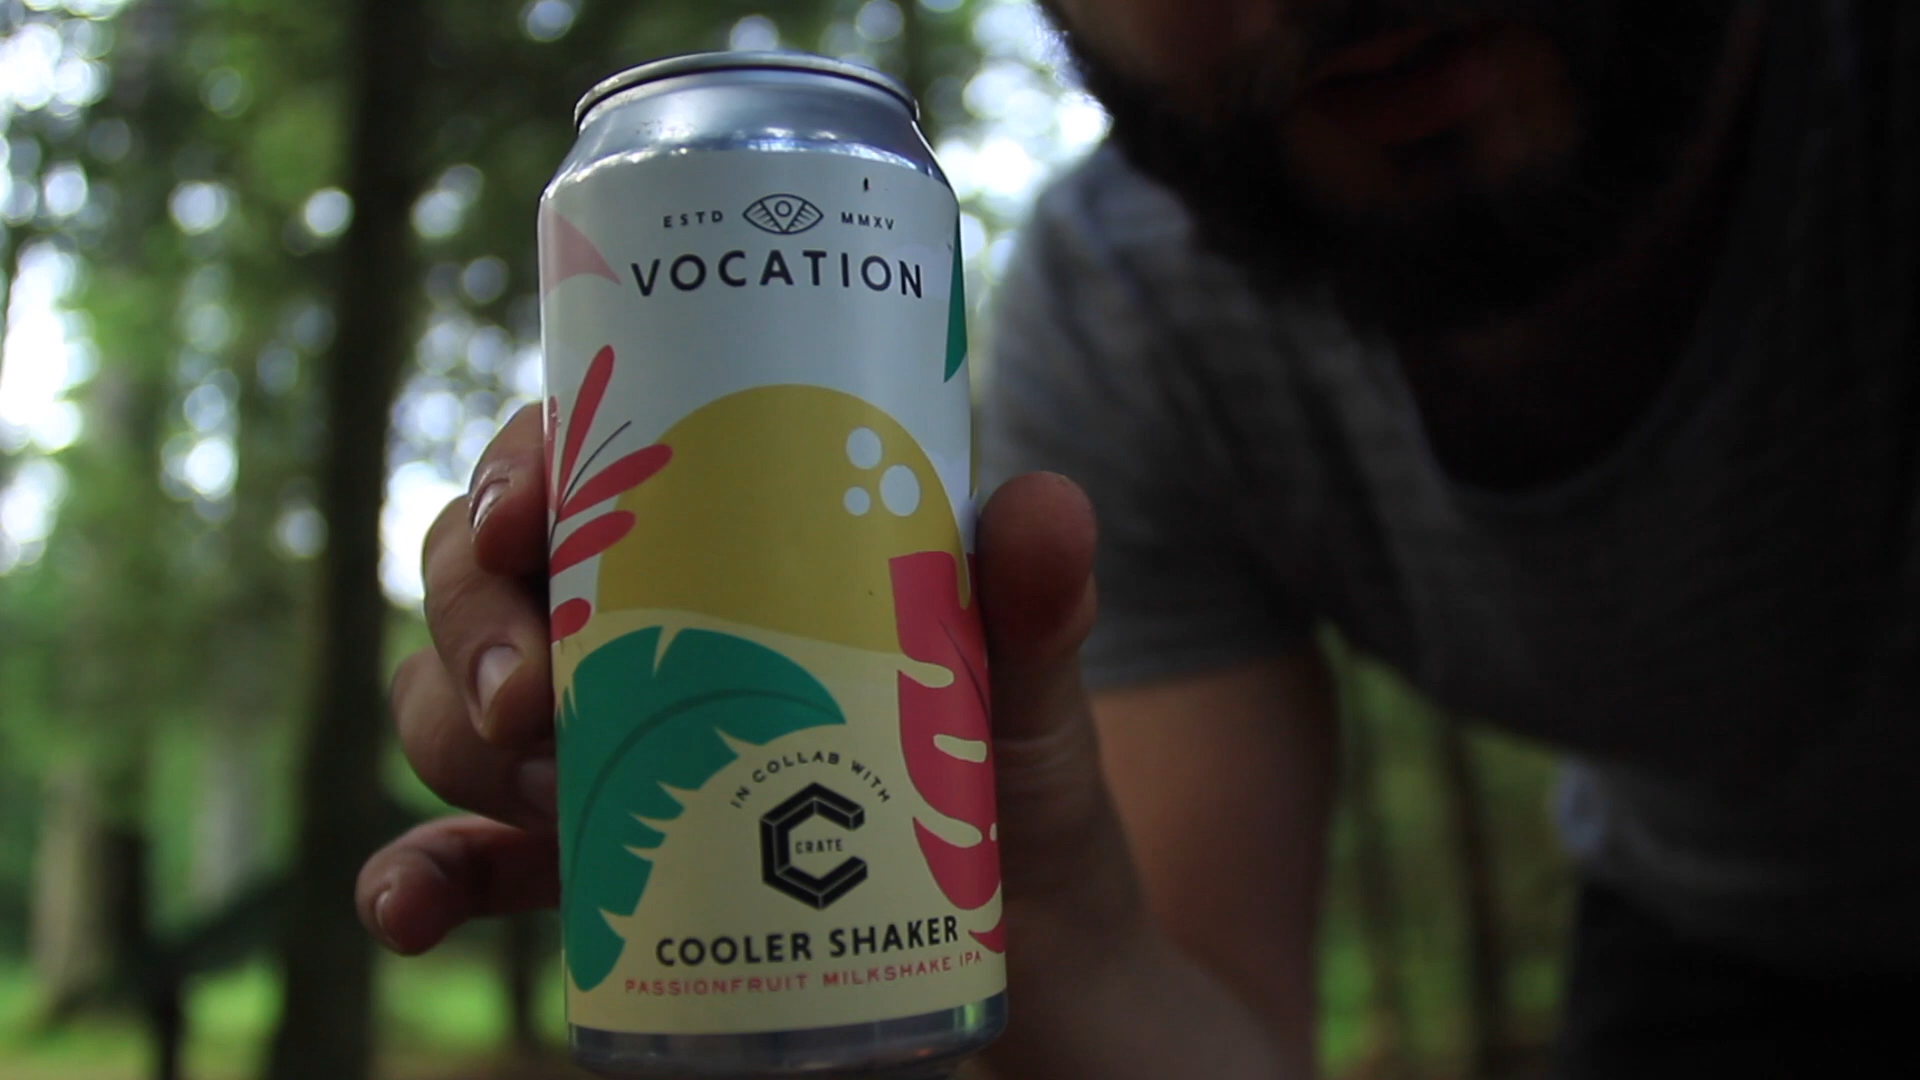 ESTD MMXV
VOCATION
IN COLLAB WITH
CRATE
COOLER SHAKER
PASSIONFRUIT MILKSHAKE IPA